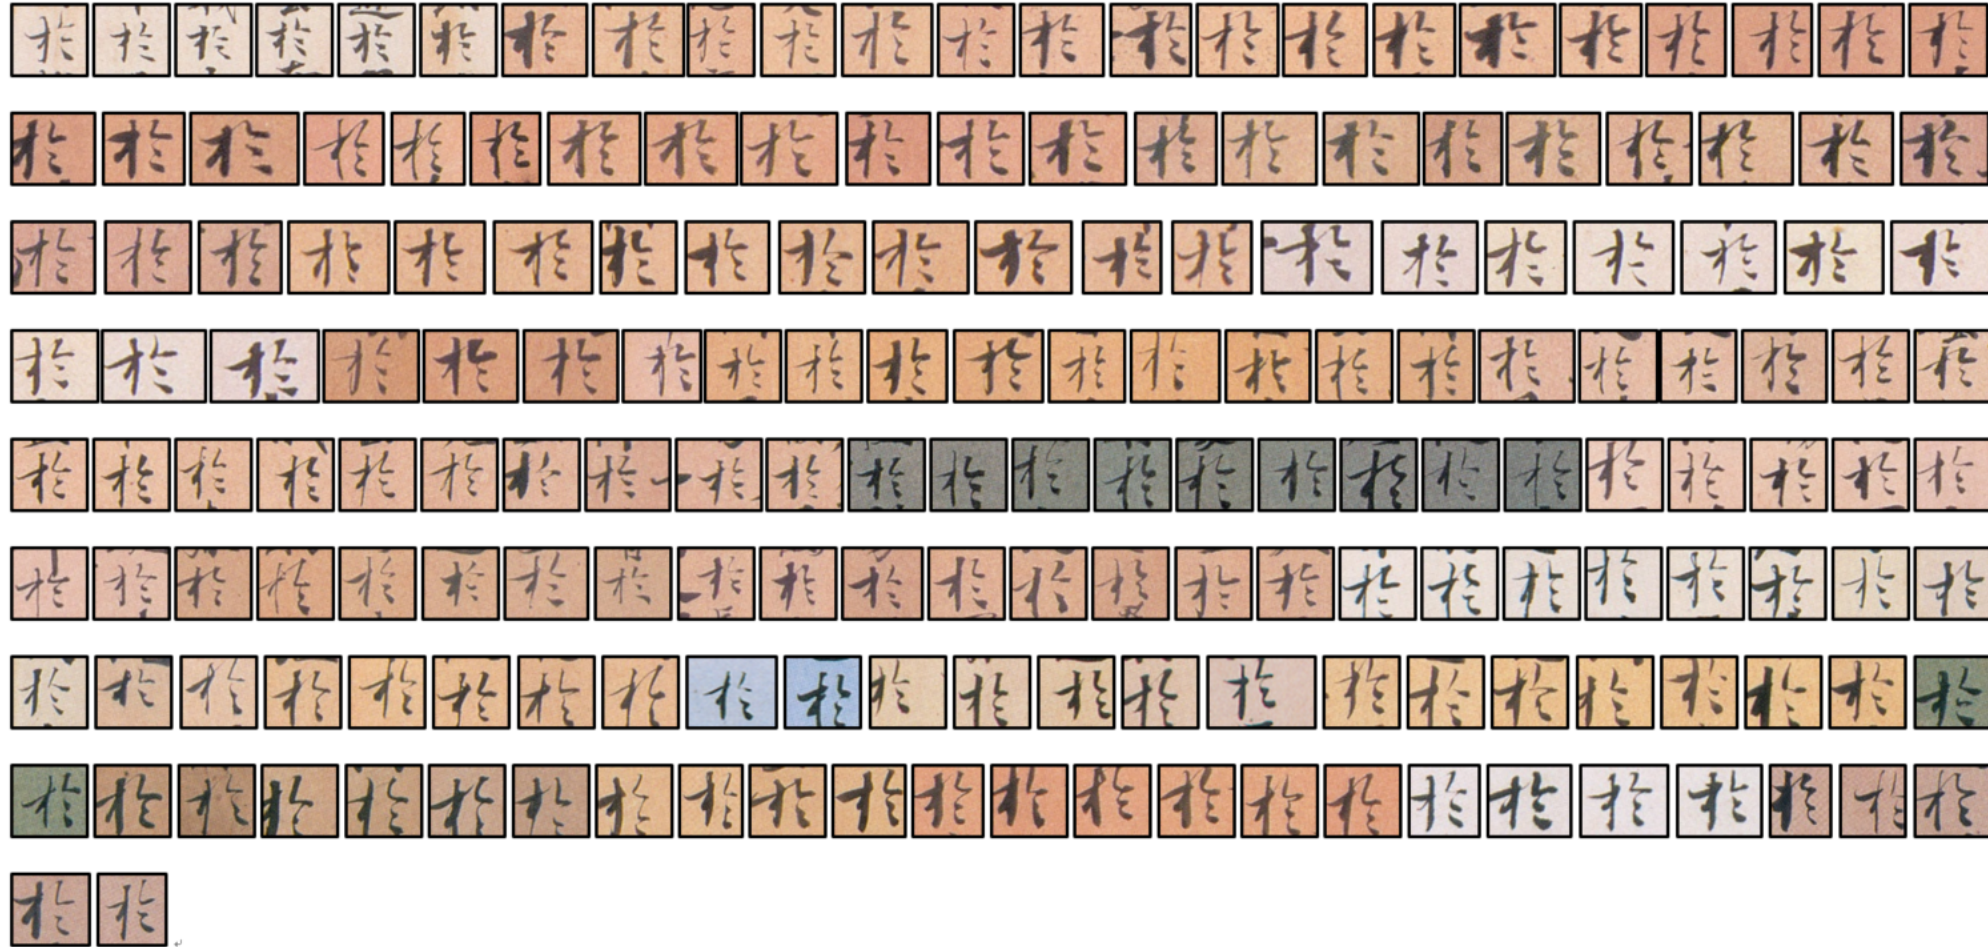 於於於於於於於於於於於於於於於於於於於於於於於
於於於於於於於於於於於於於於於於於於於於於
於於於於於於於於於於於於於於於於於於於於
於於於於於於於於於於於於於於於於於於於於於於
於於於於於於於於於於於於於於於於於於於於於於於於
於於於於於於於於於於於於於於於於於於於於於於於於於
於於於於於於於於於於於於於於於於於於於於於於於於
於於於於於於於於於於於於於於於於於於於於於於於於於
於於